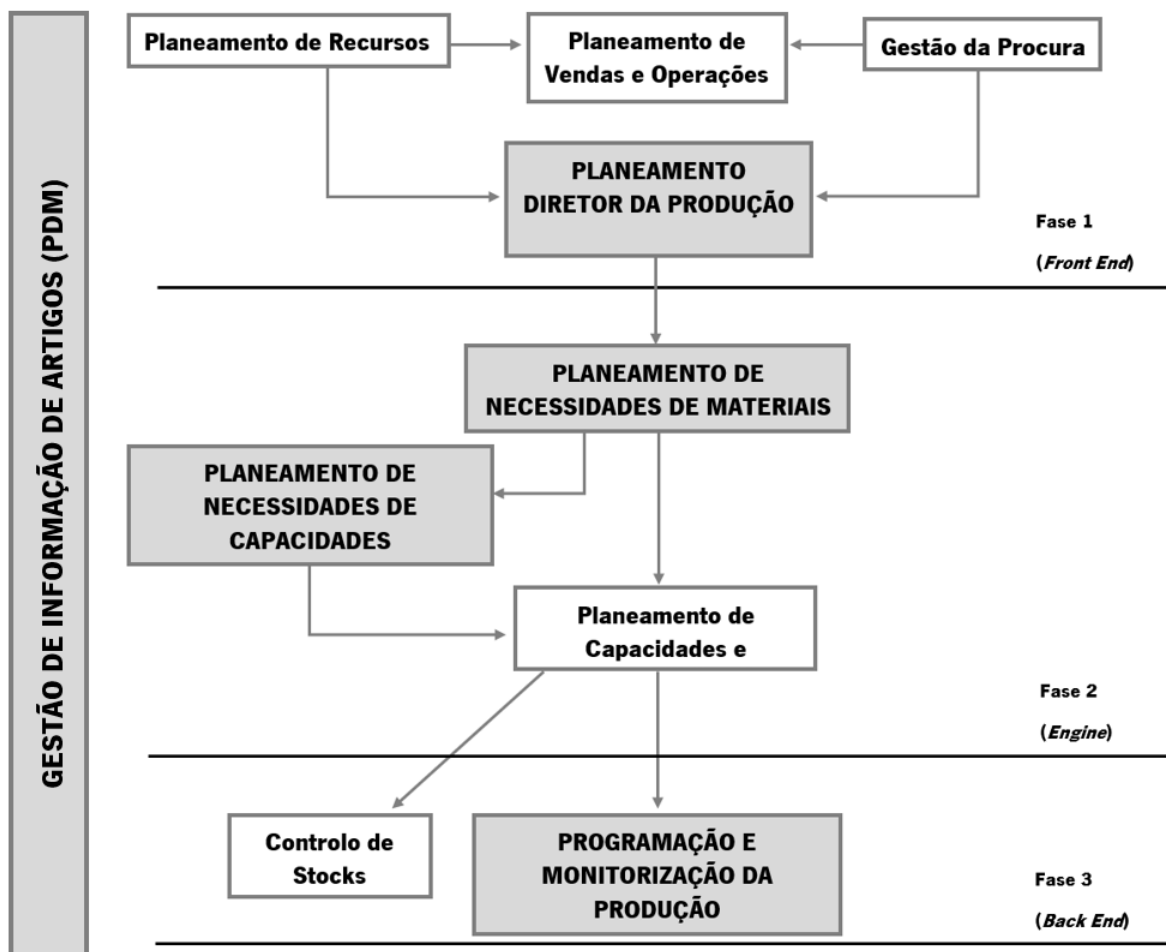 GESTÃO DE INFORMAÇÃO DE ARTIGOS (PDM)
Planeamento de Recursos
Planeamento de
Vendas e Operações
Gestão da Procura
PLANEAMENTO
DIRETOR DA PRODUÇÃO
Fase 1
(Front End)
PLANEAMENTO DE
NECESSIDADES DE MATERIAIS
PLANEAMENTO DE
NECESSIDADES DE
CAPACIDADES
Planeamento de
Capacidades e
Fase 2
(Engine)
Controlo de
Stocks
PROGRAMAÇÃO E
MONITORIZAÇÃO DA
PRODUÇÃO
Fase 3
(Back End)